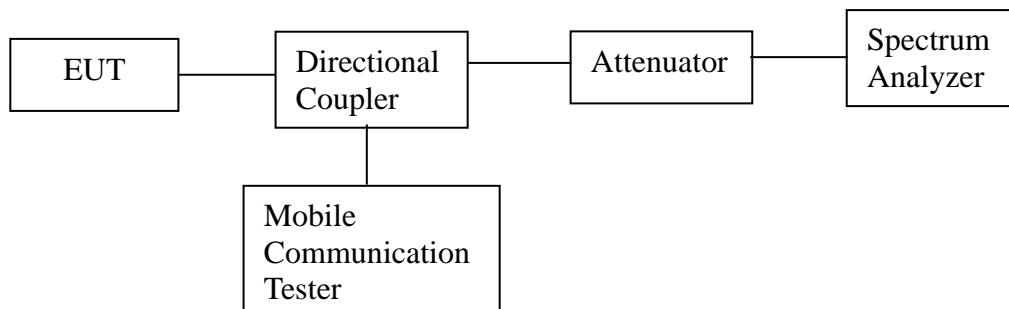 EUT
Directional
Coupler
Attenuator
Spectrum
Analyzer
Mobile
Communication
Tester